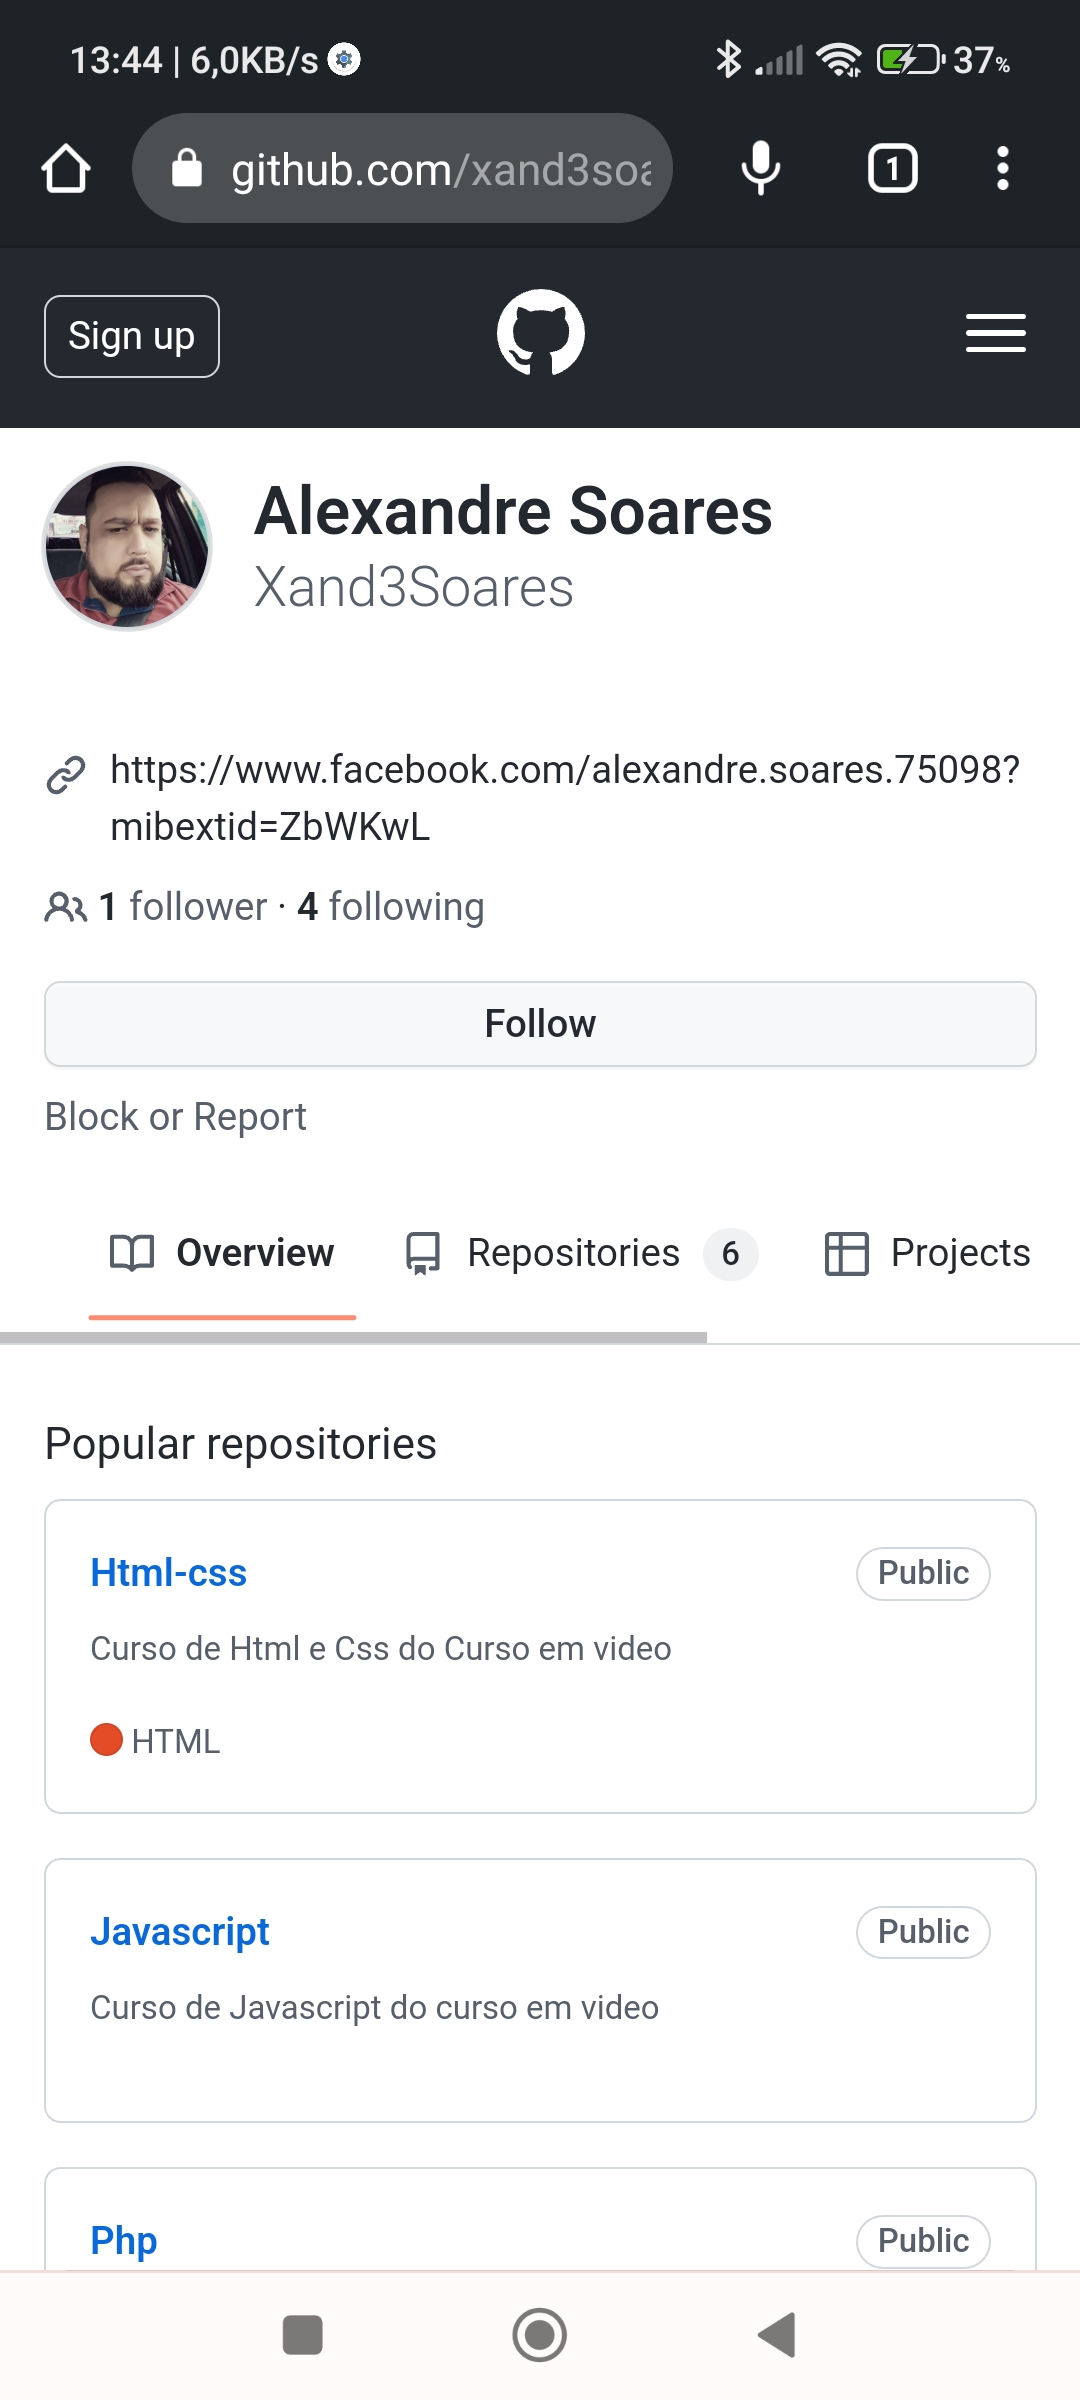 13:44 | 6,0KB/s
37%
github.com/xand3soa
1
Sign up
Alexandre Soares
Xand3Soares
https://www.facebook.com/alexandre.soares.75098?
mibextid=ZbWKwL
1 follower · 4 following
Follow
Block or Report
Overview
Repositories 6
Projects
Popular repositories
Html-css
Public
Curso de Html e Css do Curso em video
HTML
Javascript
Public
Curso de Javascript do curso em video
Php
Public